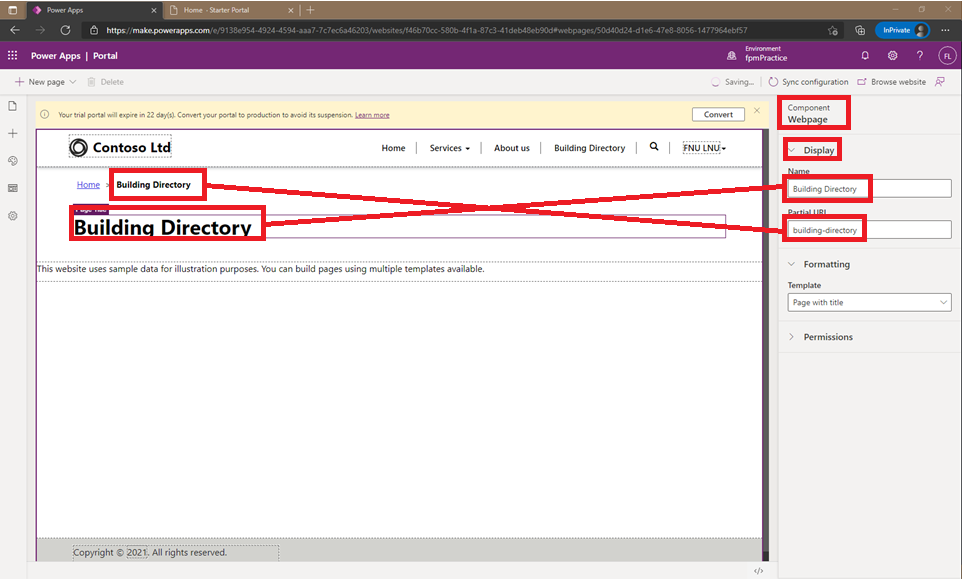 Power Apps
Home - Starter Portal
https://make.powerapps.com/e/9138e954-4924-4594-aaa7-7c7ec6a46203/websites/f46b70cc-580b-4f1a-87c3-41deb48eb90d#webpages/50d40d24-d1e6-47e8-8056-1477964ebf57
InPrivate
Power Apps | Portal
Environment
fpmPractice
FL
New page
Delete
Saving...
Sync configuration
Browse website
Your trial portal will expire in 22 day(s). Convert your portal to production to avoid its suspension. Learn more
Convert
Contoso Ltd
Home
Services
About us
Building Directory
FNU LNU
Home > Building Directory
Page Title
Building Directory
This website uses sample data for illustration purposes. You can build pages using multiple templates available.
Copyright © 2021. All rights reserved.
</>
Component
Webpage
Display
Name
Building Directory
Partial URL
building-directory
Formatting
Template
Page with title
Permissions